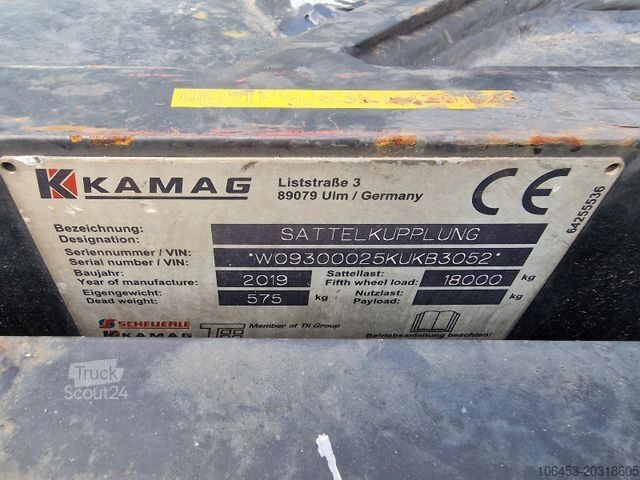 KAMAG
Liststraße 3
89079 Ulm / Germany
CE
64255536
Bezeichnung:
Designation:
SATTELKUPPLUNG
Seriennummer / VIN:
Serial number / VIN:
*W09300025KUKB3052*
Baujahr:
Year of manufacture:
2019
Sattellast:
Fifth wheel load:
18000 kg
Eigengewicht:
Dead weight:
575 kg
Nutzlast:
Payload:
kg
SCHEUERLE
KAMAG
Member of TII Group
Betriebsanleitung beachten!
Truck
Scout24
106453-20318605